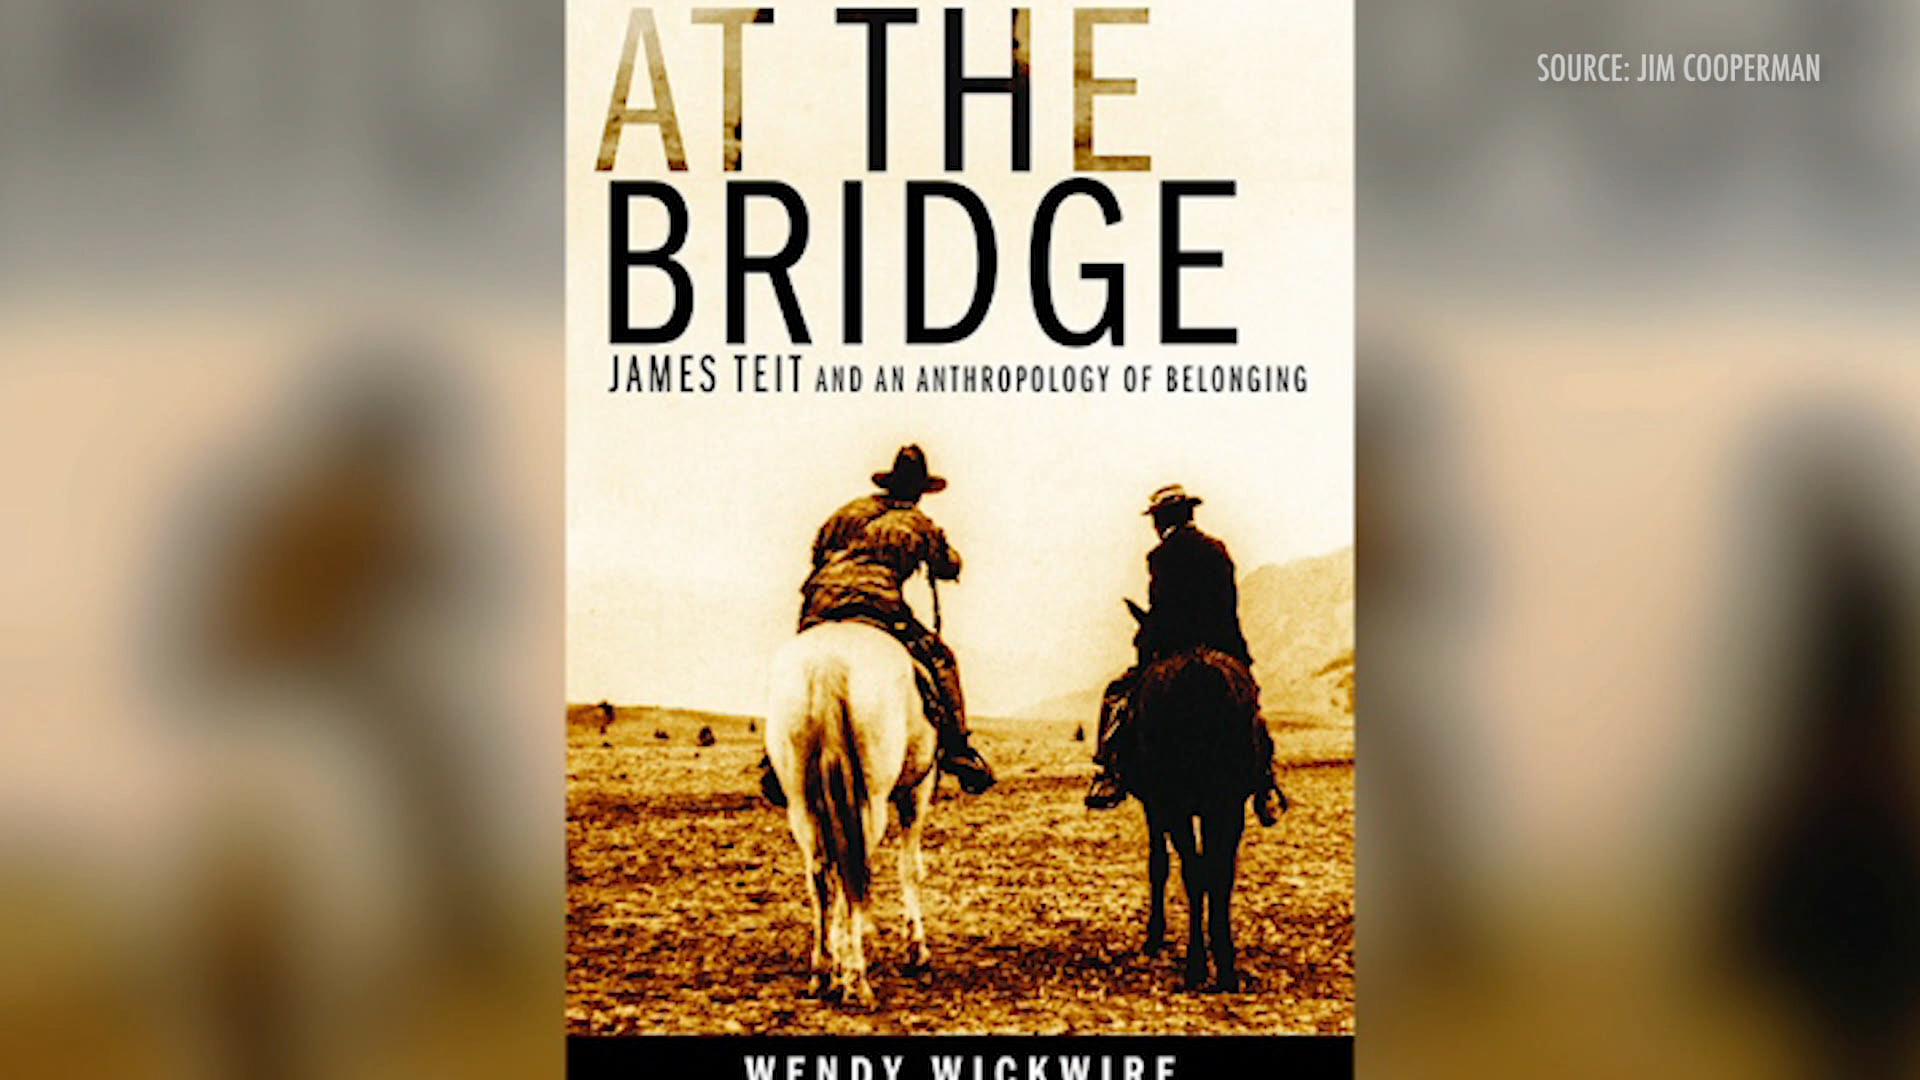 AT THE
SOURCE: JIM COOPERMAN
BRIDGE
JAMES TEIT AND AN ANTHROPOLOGY OF BELONGING
WENDY WICKWIRE